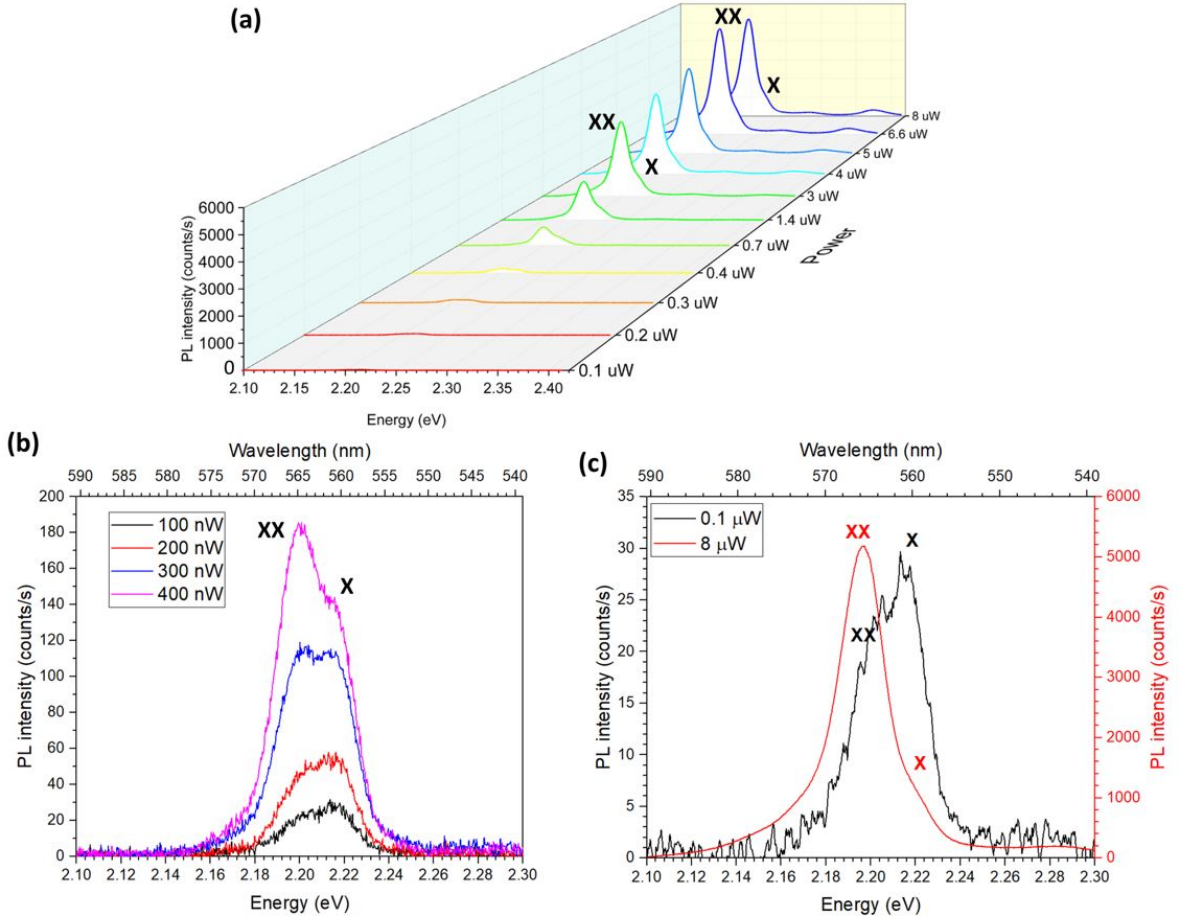 (a)
XX
X
XX
X
8 uW
6.6 uW
5 uW
4 uW
3 uW
1.4 uW
0.7 uW
0.4 uW
0.3 uW
0.2 uW
0.1 uW
Power
6000
5000
4000
3000
2000
1000
0
PL intensity (counts/s)
2.10 2.15 2.20 2.25 2.30 2.35 2.40
Energy (eV)
(b)
Wavelength (nm)
590 585 580 575 570 565 560 555 550 545 540
200
180
160
140
120
100
80
60
40
20
0
PL intensity (counts/s)
100 nW
200 nW
300 nW
400 nW
XX
X
2.10 2.12 2.14 2.16 2.18 2.20 2.22 2.24 2.26 2.28 2.30
Energy (eV)
(c)
Wavelength (nm)
590 580 570 560 550 540
35
30
25
20
15
10
5
0
PL intensity (counts/s)
0.1 μW
8 μW
XX
X
XX
X
6000
5000
4000
3000
2000
1000
0
PL intensity (counts/s)
2.10 2.12 2.14 2.16 2.18 2.20 2.22 2.24 2.26 2.28 2.30
Energy (eV)